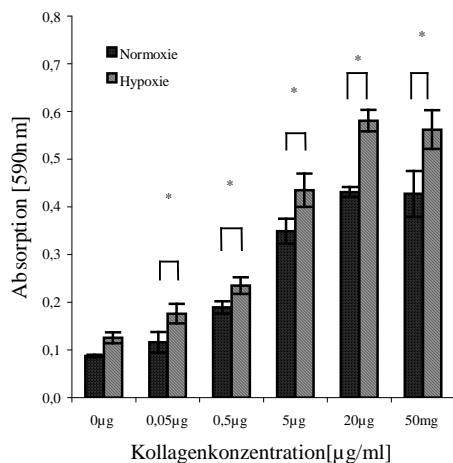 0,8
0,7
0,6
0,5
0,4
0,3
0,2
0,1
0,0
Absorption [590nm]
Normoxie
Hypoxie
*
*
*
*
*
0µg 0,05µg 0,5µg 5µg 20µg 50mg
Kollagenkonzentration[µg/ml]